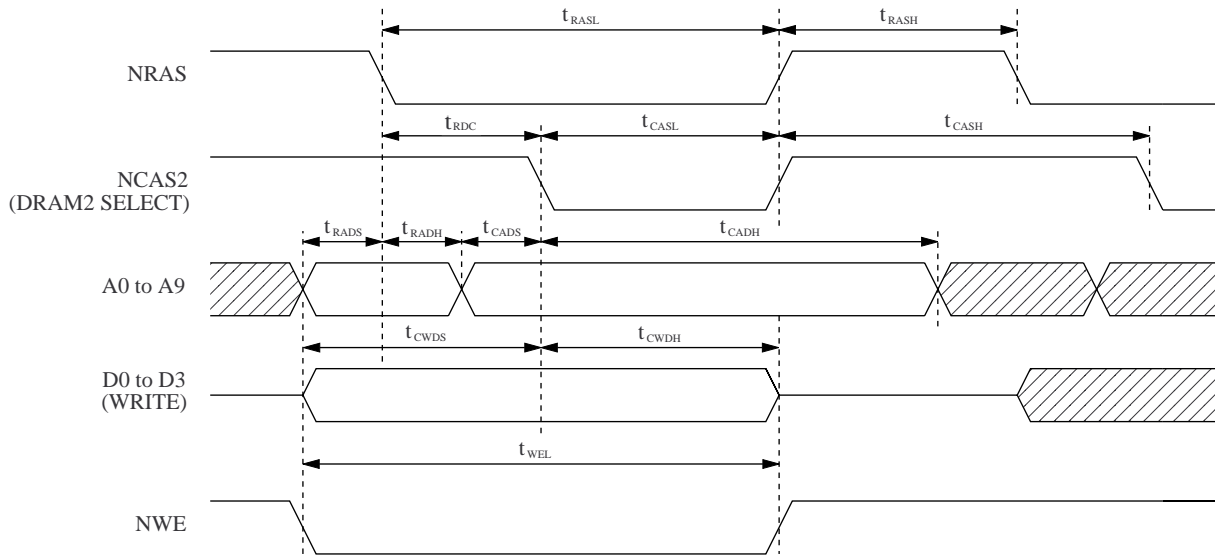 tRASL tRASH
NRAS
tRDC tCASL tCASH
NCAS2
(DRAM2 SELECT)
tRADS tRADH tCADS tCADH
A0 to A9
tCWDS tCWDH
D0 to D3
(WRITE)
tWEL
NWE